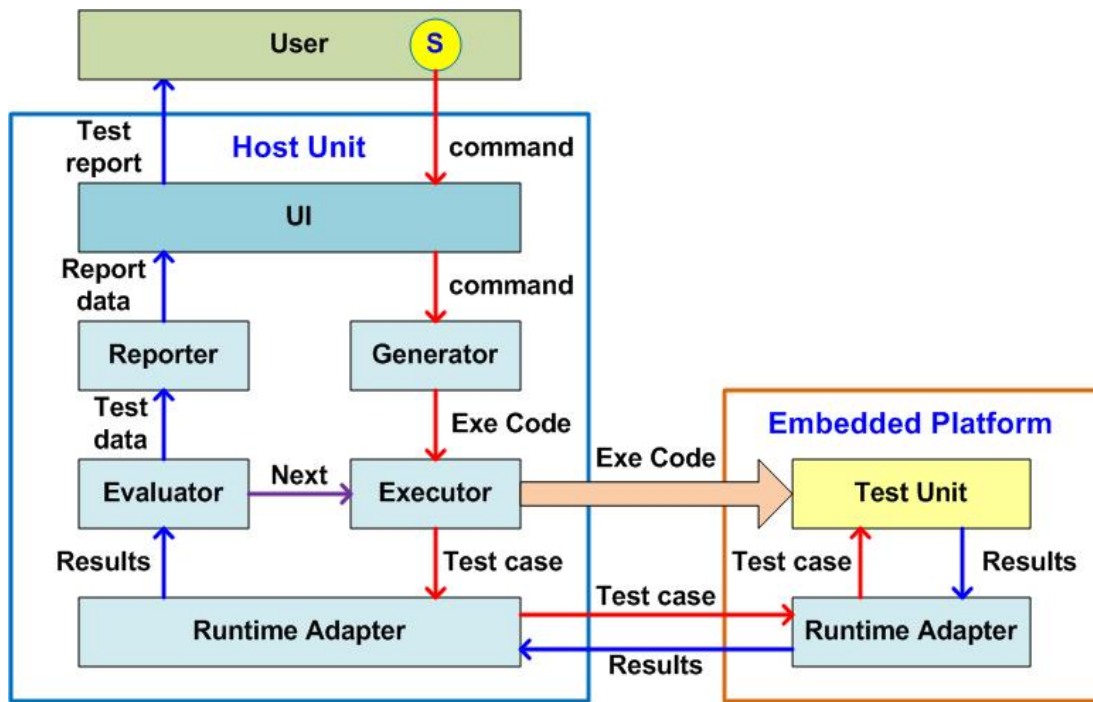 User
S
Test
report
Host Unit
command
UI
Report
data
command
Reporter
Generator
Test
data
Exe Code
Embedded Platform
Exe Code
Evaluator
Next
Executor
Test Unit
Results
Test case
Test case
Results
Test case
Runtime Adapter
Runtime Adapter
Results